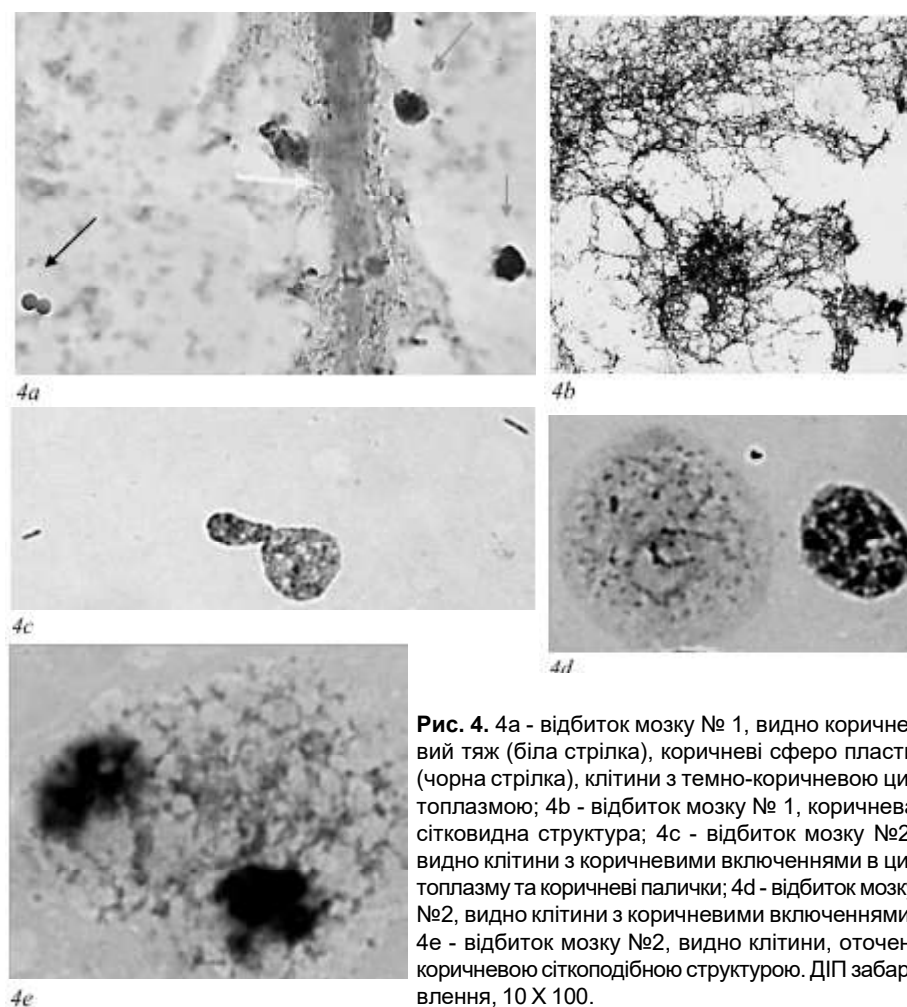 4a
4b
4c
4d
4e
Рис. 4. 4a - відбиток мозку № 1, видно коричне
вий тяж (біла стрілка), коричневі сферо пласти
(чорна стрілка), клітини з темно-коричневою ци
топлазмою; 4b - відбиток мозку № 1, коричнева
сітковидна структура; 4c - відбиток мозку №2
видно клітини з коричневими включеннями в ци
топлазму та коричневі палички; 4d - відбиток мозку
№2, видно клітини з коричневими включеннями
4e - відбиток мозку №2, видно клітини, оточен
коричневою сіткоподібною структурою. ДІП забар
влення, 10 X 100.